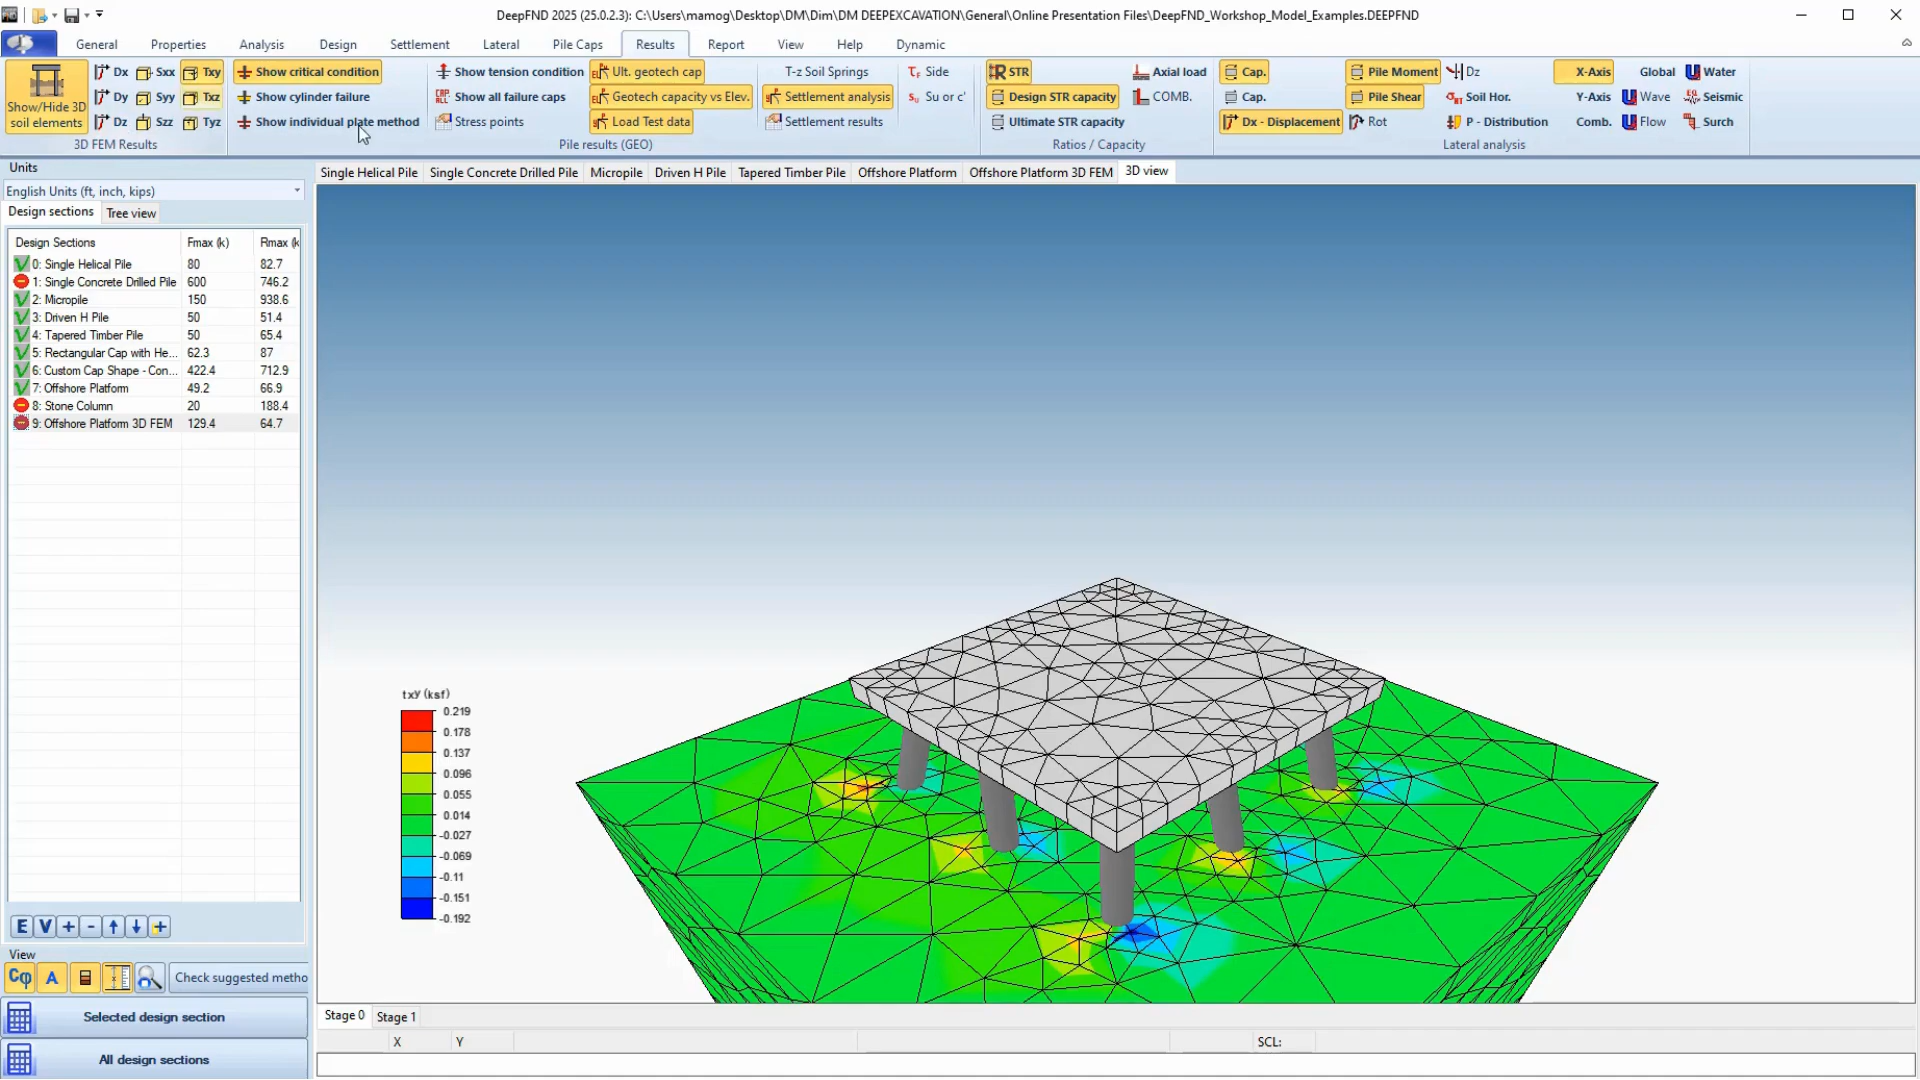 DeepFND 2025 (25.0.2.3): C:\Users\mamog\Desktop\DM\Dim\DM DEEPEXCAVATION\General\Online Presentation Files\DeepFND_Workshop_Model_Examples.DEEPFND
General Properties Analysis Design Settlement Lateral Pile Caps Results Report View Help Dynamic
Show/Hide 3D soil elements
Dx Sxx Txy
Dy Syy Txz
Dz Szz Tyz
3D FEM Results
Show critical condition
Show cylinder failure
Show individual plate method
Show tension condition
Show all failure caps
Stress points
Ult. geotech cap
Geotech capacity vs Elev.
Load Test data
T-z Soil Springs
Settlement analysis
Settlement results
Side
Su or c'
Pile results (GEO)
STR
Design STR capacity
Ultimate STR capacity
Axial load
COMB.
Ratios / Capacity
Cap.
Cap.
Dx - Displacement
Pile Moment
Pile Shear
Rot
Dz
Soil Hor.
P - Distribution
X-Axis
Y-Axis
Comb.
Global
Wave
Flow
Water
Seismic
Surch
Lateral analysis
Units
English Units (ft, inch, kips)
Design sections Tree view
Design Sections Fmax (k) Rmax (k
0: Single Helical Pile 80 82.7
1: Single Concrete Drilled Pile 600 746.2
2: Micropile 150 938.6
3: Driven H Pile 50 51.4
4: Tapered Timber Pile 50 65.4
5: Rectangular Cap with He... 62.3 87
6: Custom Cap Shape - Con... 422.4 712.9
7: Offshore Platform 49.2 66.9
8: Stone Column 20 188.4
9: Offshore Platform 3D FEM 129.4 64.7
E V + -
View
Cφ A Check suggested metho
Selected design section
All design sections
Single Helical Pile Single Concrete Drilled Pile Micropile Driven H Pile Tapered Timber Pile Offshore Platform Offshore Platform 3D FEM 3D view
txy (ksf)
0.219
0.178
0.137
0.096
0.055
0.014
-0.027
-0.069
-0.11
-0.151
-0.192
Stage 0 Stage 1
X Y SCL: